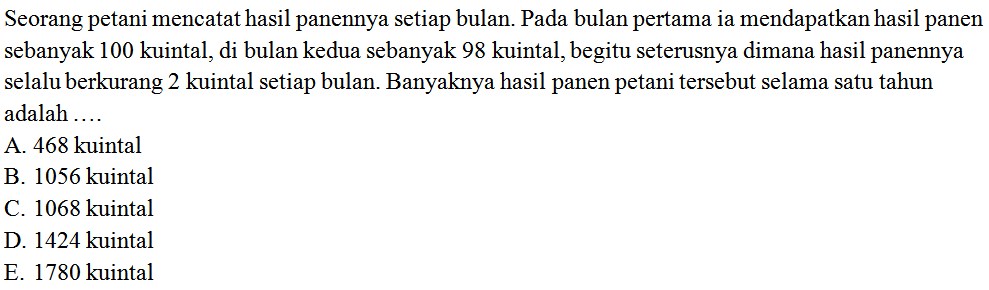 Seorang petani mencatat hasil panennya setiap bulan. Pada bulan pertama ia mendapatkan hasil panen
sebanyak 100 kuintal, di bulan kedua sebanyak 98 kuintal, begitu seterusnya dimana hasil panennya
selalu berkurang 2 kuintal setiap bulan. Banyaknya hasil panen petani tersebut selama satu tahun
adalah ....
A. 468 kuintal
B. 1056 kuintal
C. 1068 kuintal
D. 1424 kuintal
E. 1780 kuintal